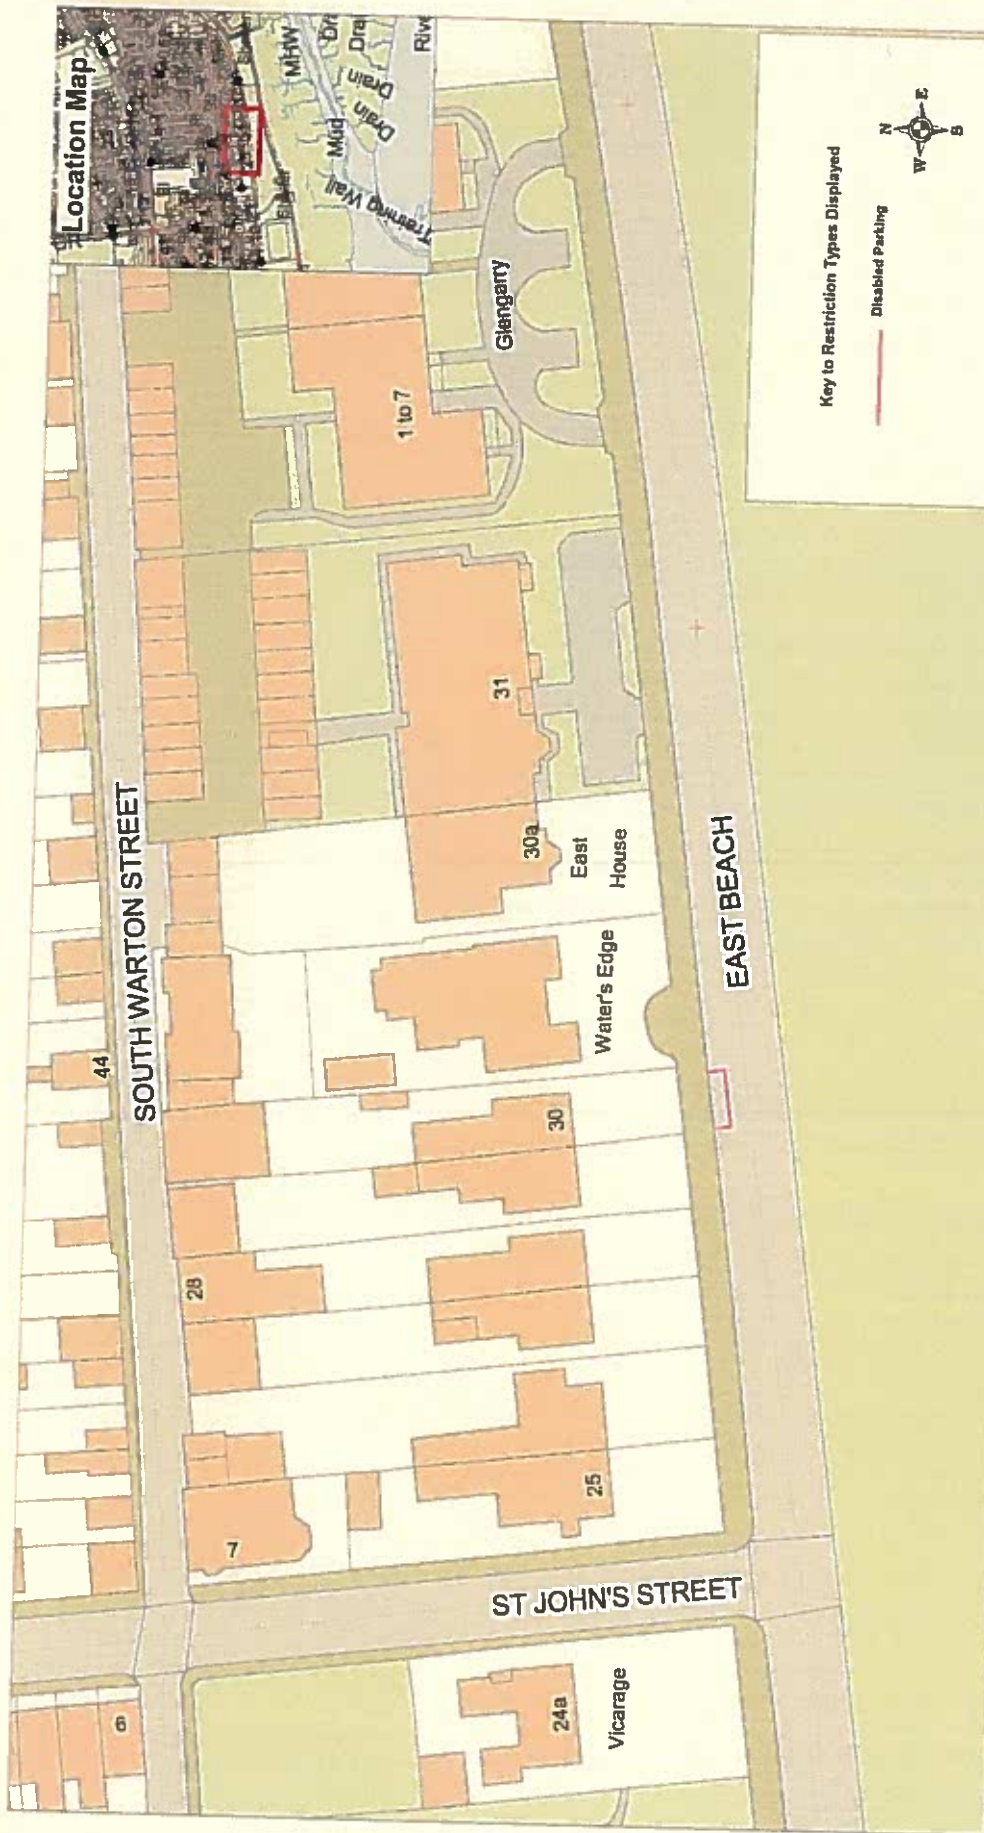 Location Map
MHW
Mud
Drain
Drain
Training Wall
SOUTH WARTON STREET
44
28
7
6
1 to 7
Glengarry
31
30a
East
House
Water's Edge
30
25
ST JOHN'S STREET
24a
Vicarage
EAST BEACH
Key to Restriction Types Displayed
Disabled Parking
N
W
E
S